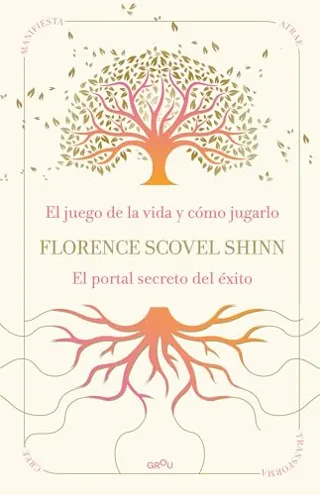 MANIFIESTA
ATRAE
El juego de la vida y cómo jugarlo
FLORENCE SCOVEL SHINN
El portal secreto del éxito
CREE
TRANSFORMA
GROU